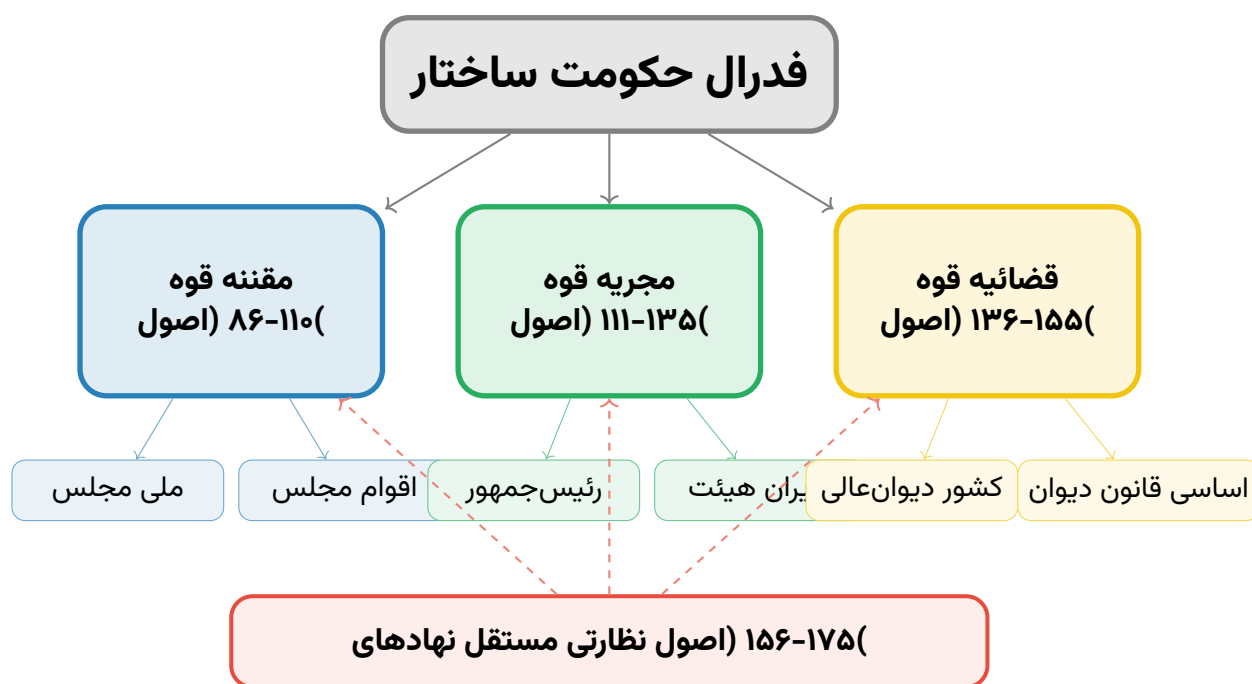 فدرال حکومت ساختار
قضائیه قوه
(۱۳۶–۱۵۵ )اصول
مجریه قوه
(۱۱۱–۱۳۵ )اصول
مقننه قوه
(۸۶–۱۱۰ )اصول
اساسی قانون دیوان
کشور دیوان‌عالی
هیئت
رئیس‌جمهور
اقوام مجلس
ملی مجلس
(۱۵۶–۱۷۵ )اصول نظارتی مستقل نهادهای